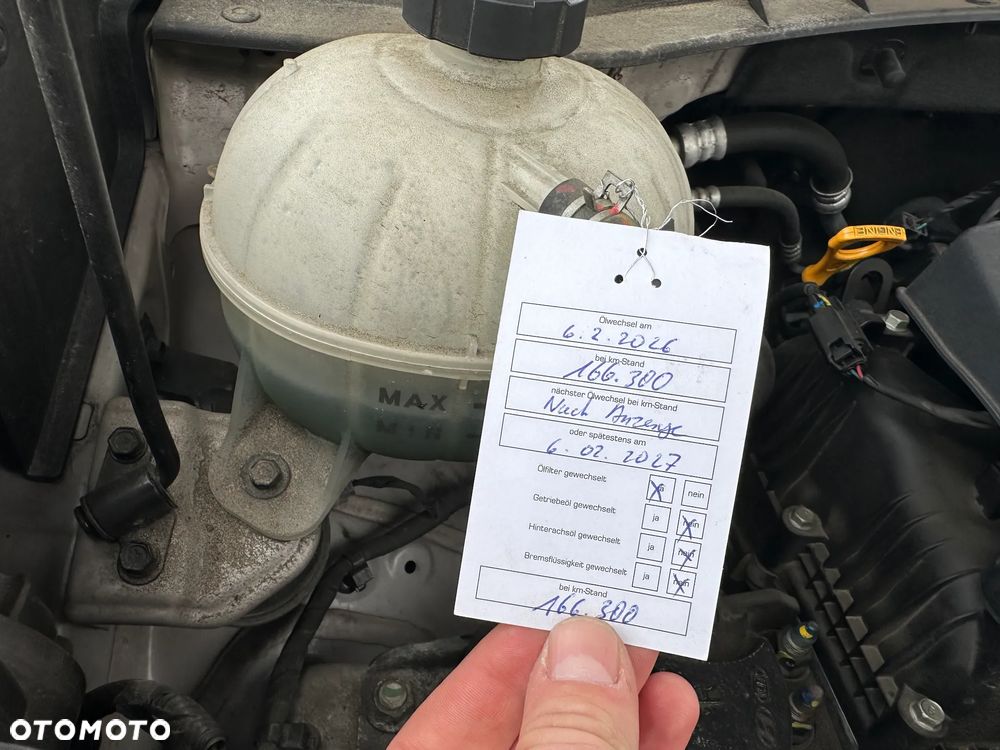 ENGINE
MAX
MIN
Ölwechsel am
6.2.2026
bei km-Stand
166.300
nächster Ölwechsel bei km-Stand
Nach Anzeige
oder spätestens am
6.02.2027
Ölfilter gewechselt ja nein
Getriebeöl gewechselt ja nein
Hinterachsöl gewechselt ja nein
Bremsflüssigkeit gewechselt ja nein
bei km-Stand
166.300
OTOMOTO